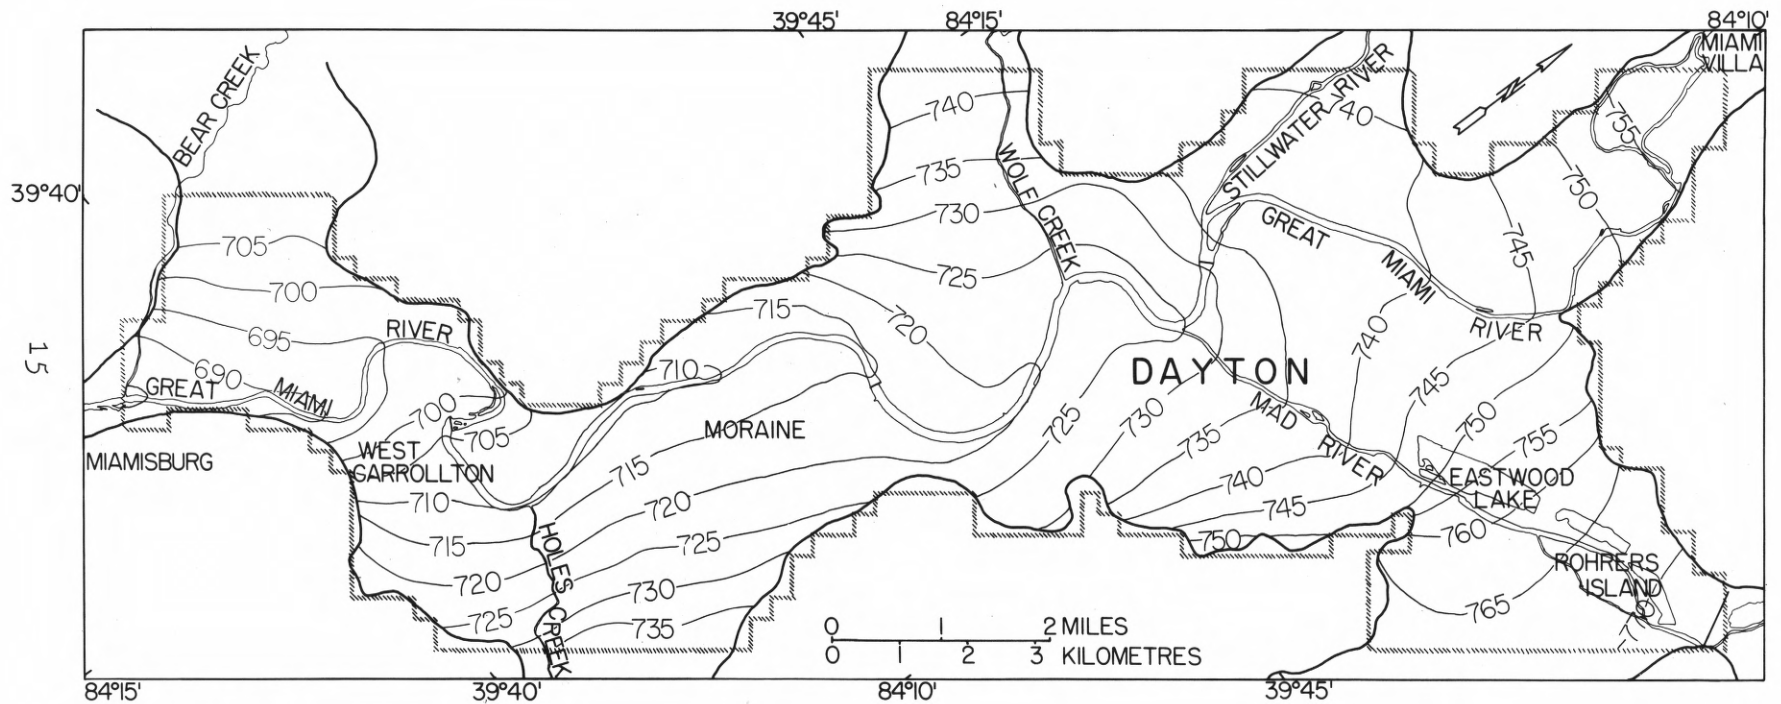 39°45' 84°15' 84°10'
MIAMI
VILLA
N
BEAR CREEK
STILLWATER RIVER
740
40
755
39°40'
WOLF CREEK
735
750
730
GREAT
705
745
MIAMI
725
700
715
720
RIVER
695
RIVER
740
15
710
DAYTON
690
GREAT
MIAMI
745
MAD
700
750
730
725
MORAINE
735
755
705
WEST
GARROLLTON
RIVER
MIAMISBURG
715
EASTWOOD
LAKE
740
710
720
745
760
HOLES CREEK
715
725
750
ROHRERS
ISLAND
720
730
765
725
735
0 1 2 MILES
0 1 2 3 KILOMETRES
84°15' 39°40' 84°10' 39°45'